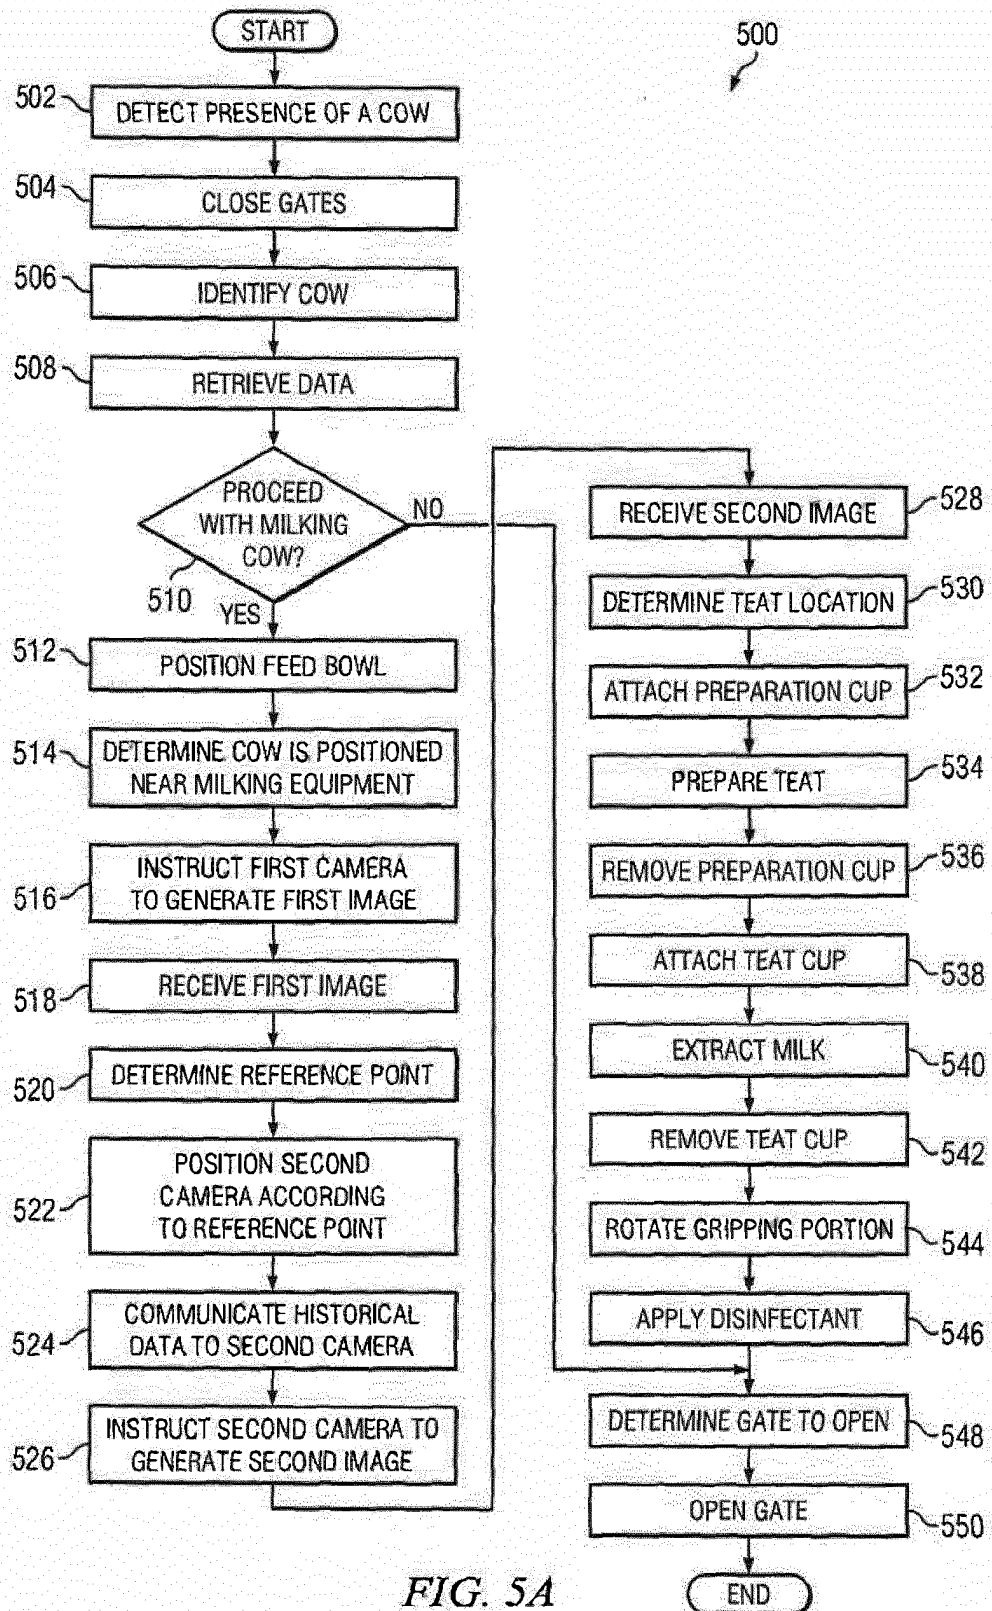 START
500
502
DETECT PRESENCE OF A COW
504
CLOSE GATES
506
IDENTIFY COW
508
RETRIEVE DATA
PROCEED
WITH MILKING
COW?
510
NO
YES
512
POSITION FEED BOWL
514
DETERMINE COW IS POSITIONED
NEAR MILKING EQUIPMENT
516
INSTRUCT FIRST CAMERA
TO GENERATE FIRST IMAGE
518
RECEIVE FIRST IMAGE
520
DETERMINE REFERENCE POINT
522
POSITION SECOND
CAMERA ACCORDING
TO REFERENCE POINT
524
COMMUNICATE HISTORICAL
DATA TO SECOND CAMERA
526
INSTRUCT SECOND CAMERA TO
GENERATE SECOND IMAGE
RECEIVE SECOND IMAGE
528
DETERMINE TEAT LOCATION
530
ATTACH PREPARATION CUP
532
PREPARE TEAT
534
REMOVE PREPARATION CUP
536
ATTACH TEAT CUP
538
EXTRACT MILK
540
REMOVE TEAT CUP
542
ROTATE GRIPPING PORTION
544
APPLY DISINFECTANT
546
DETERMINE GATE TO OPEN
548
OPEN GATE
550
END
FIG. 5A